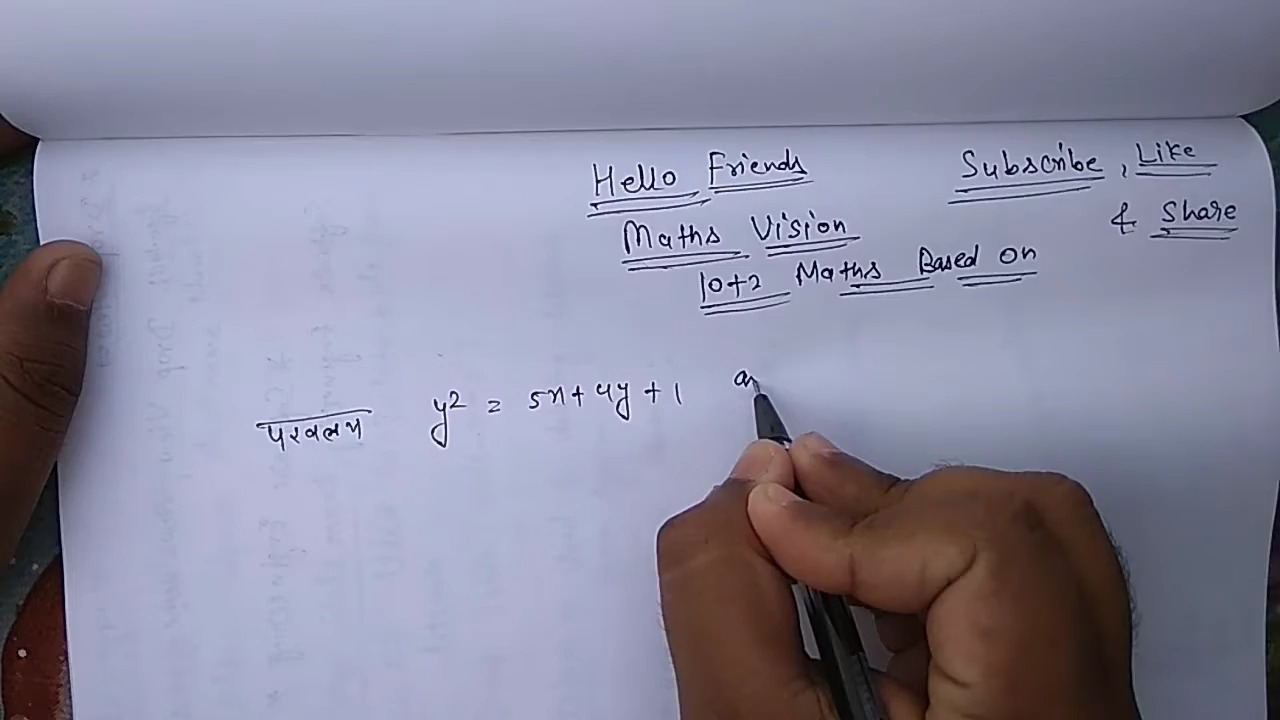 Hello Friends Subscribe, Like
& Share
Maths Vision
10+2 Maths Based on
परवलय y² = 5x + 4y + 1